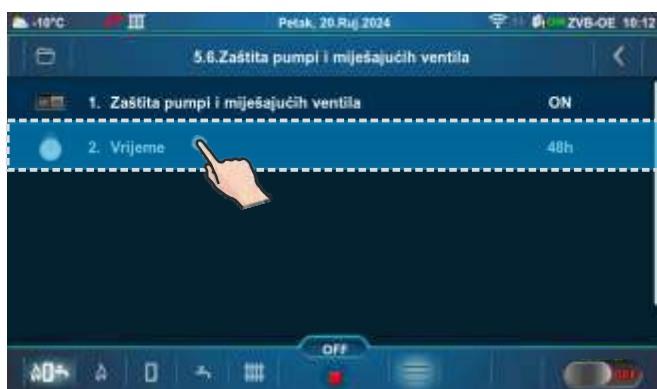 -10°C Petak, 20.Ruj.2024 ZVB-OE 10:12
5.6.Zaštita pumpi i miješajućih ventila
1. Zaštita pumpi i miješajućih ventila ON
2. Vrijeme 48h
OFF
OFF